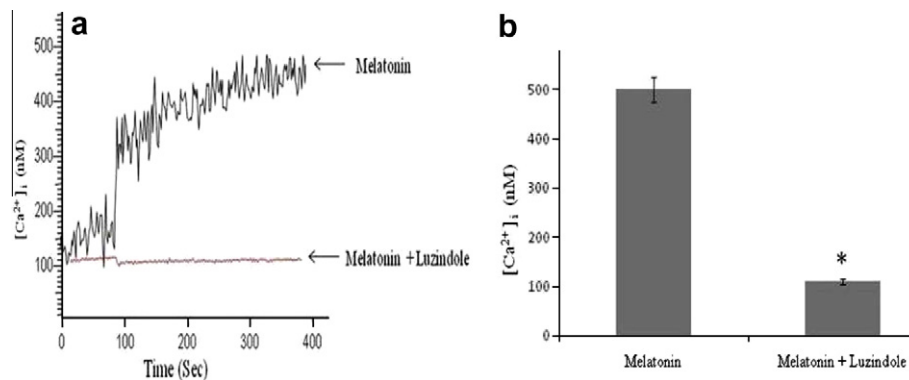 a
500
400
300
200
100
[Ca²⁺]ᵢ (nM)
Melatonin
Melatonin +Luzindole
0
100
200
300
400
Time (Sec)
b
500
400
300
200
100
0
[Ca²⁺]ᵢ (nM)
*
Melatonin
Melatonin + Luzindole